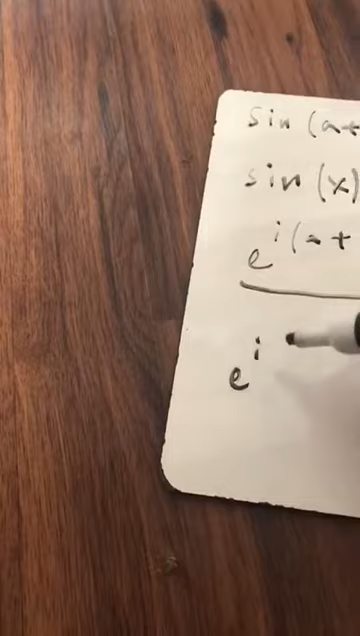 sin (a+
sin (x)
e^i(a+
e^i